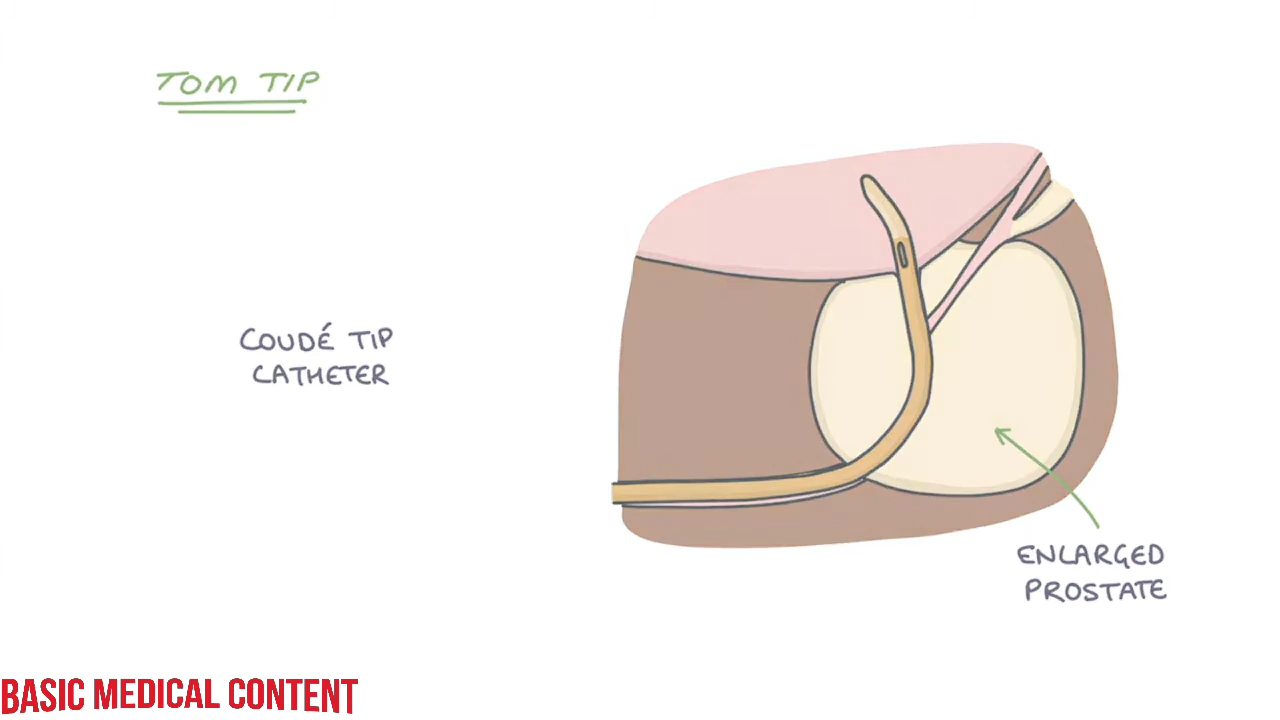 TOM TIP
COUDÉ TIP
CATHETER
ENLARGED
PROSTATE
BASIC MEDICAL CONTENT